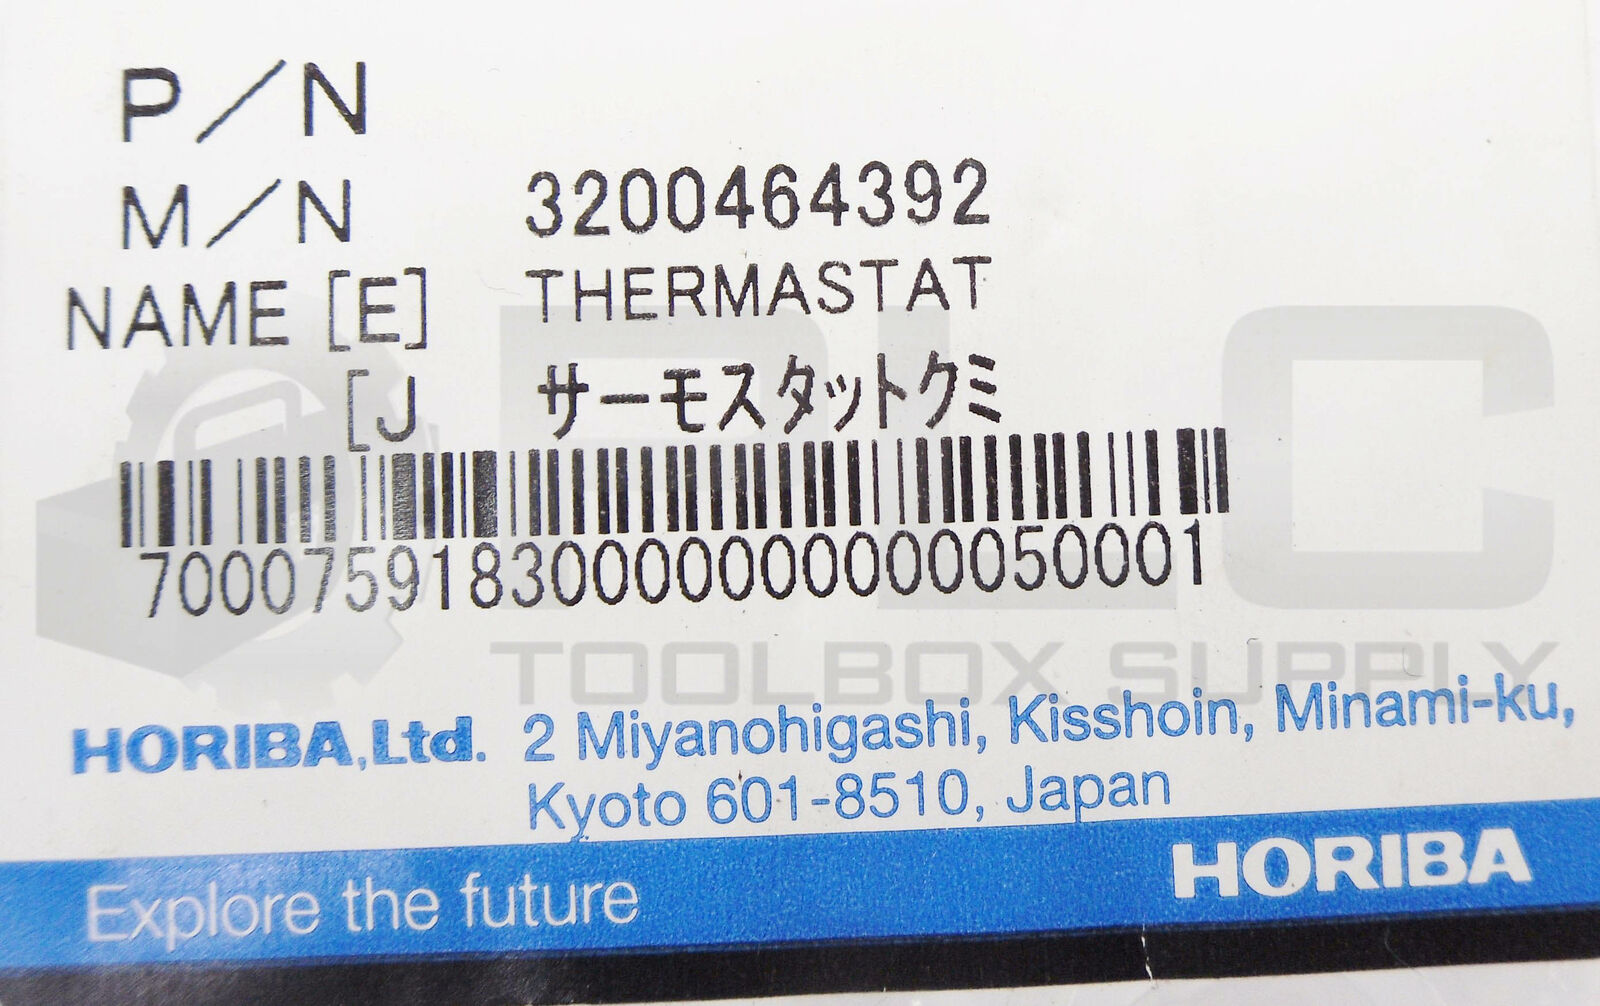 P／N
M／N 3200464392
NAME [E] THERMASTAT
[J サーモスタットクミ
7000759183000000000050001
PLC
TOOLBOX SUPPLY
HORIBA,Ltd. 2 Miyanohigashi, Kisshoin, Minami-ku,
Kyoto 601-8510, Japan
Explore the future HORIBA